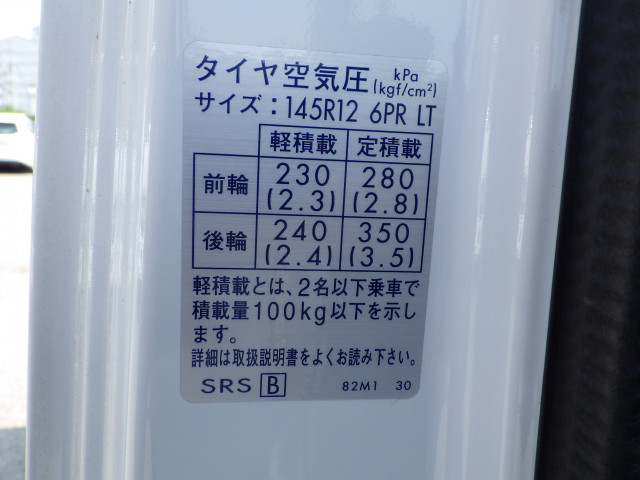 タイヤ空気圧 kPa (kgf/cm²)
サイズ：145R12 6PR LT
軽積載 定積載
前輪 230 (2.3) 280 (2.8)
後輪 240 (2.4) 350 (3.5)
軽積載とは、2名以下乗車で
積載量100kg以下を示し
ます。
詳細は取扱説明書をよくお読み下さい。
SRS B 82M1 30